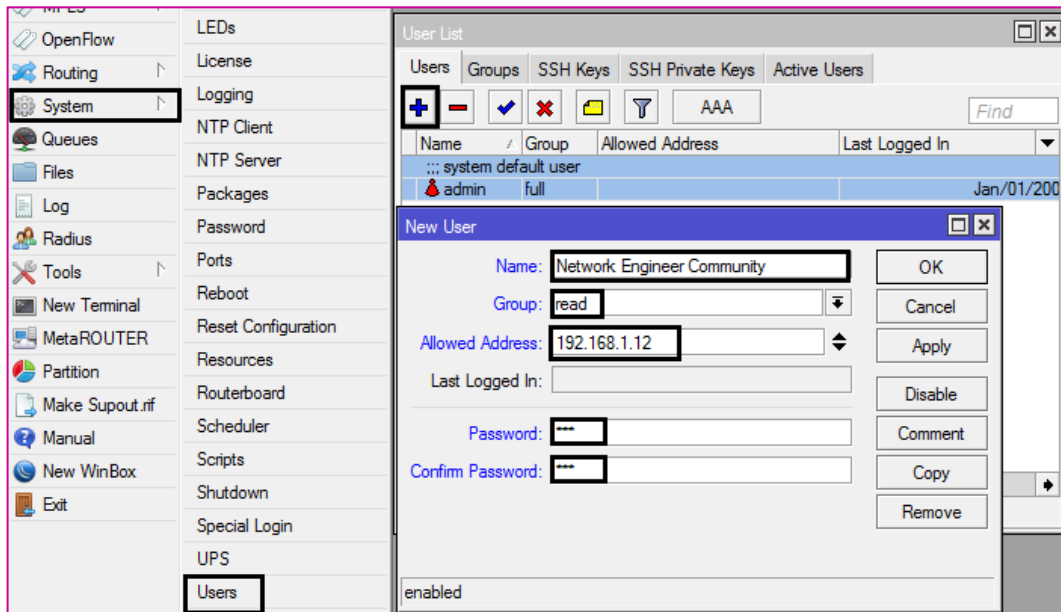 MPLS
OpenFlow
Routing
System
Queues
Files
Log
Radius
Tools
New Terminal
MetaROUTER
Partition
Make Supout.rif
Manual
New WinBox
Exit
LEDs
License
Logging
NTP Client
NTP Server
Packages
Password
Ports
Reboot
Reset Configuration
Resources
Routerboard
Scheduler
Scripts
Shutdown
Special Login
UPS
Users
User List
Users Groups SSH Keys SSH Private Keys Active Users
AAA Find
Name Group Allowed Address Last Logged In
;;; system default user
admin full Jan/01/200
New User
Name: Network Engineer Community OK
Group: read Cancel
Allowed Address: 192.168.1.12 Apply
Last Logged In:
Disable
Password: *** Comment
Confirm Password: *** Copy
Remove
enabled